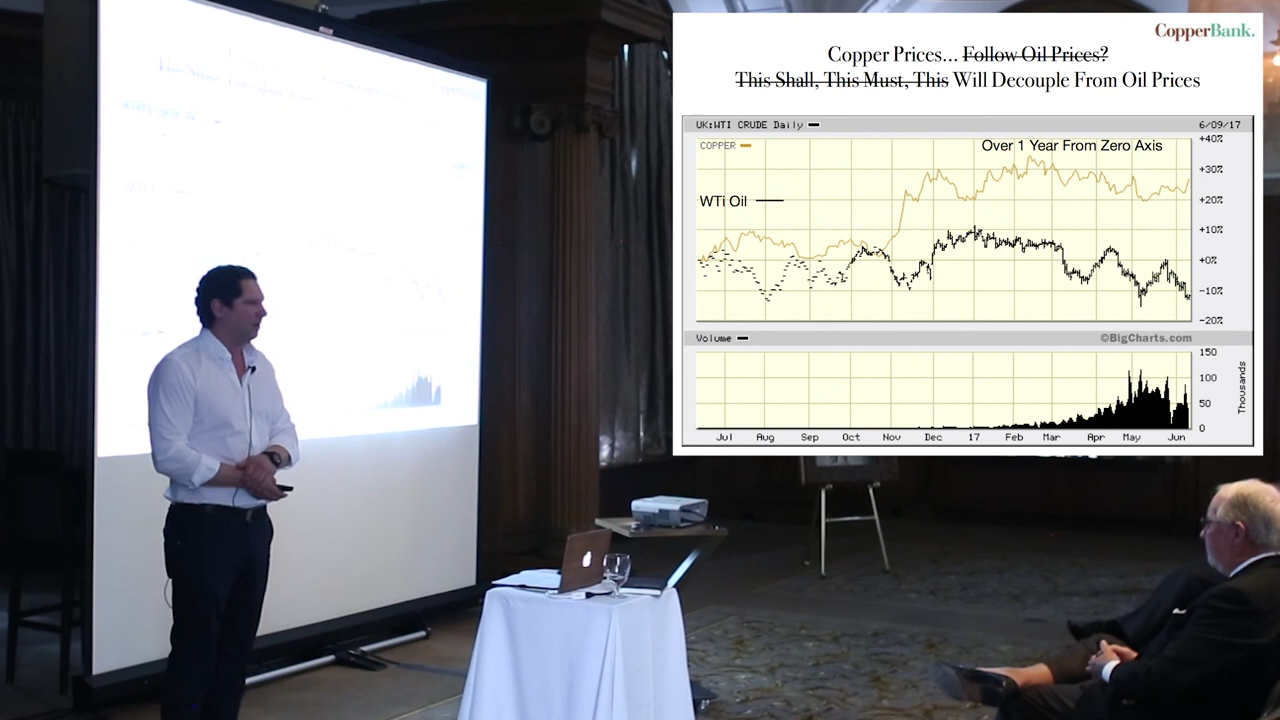 CopperBank.
Copper Prices... Follow Oil Prices?
This Shall, This Must, This Will Decouple From Oil Prices
UK:WTI CRUDE Daily 6/09/17
COPPER
Over 1 Year From Zero Axis
WTi Oil
+40%
+30%
+20%
+10%
+0%
-10%
-20%
Volume ©BigCharts.com
150
100
50
0
Thousands
Jul Aug Sep Oct Nov Dec 17 Feb Mar Apr May Jun